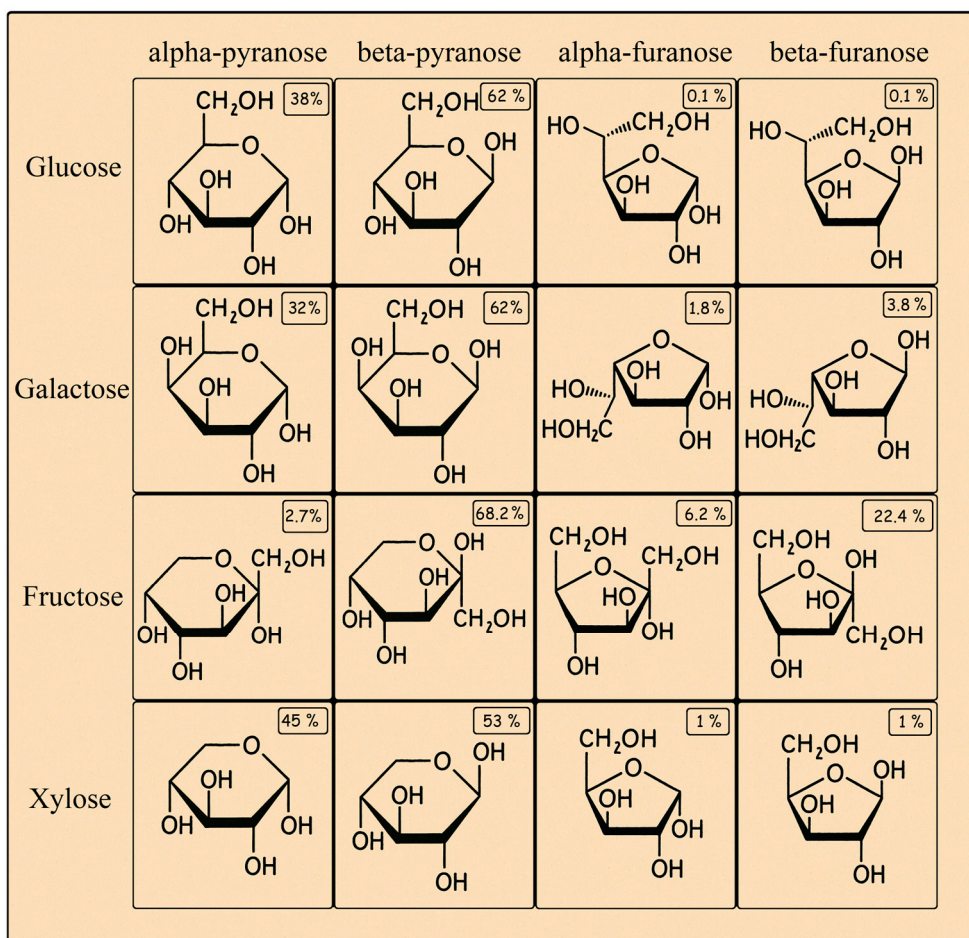 alpha-pyranose beta-pyranose alpha-furanose beta-furanose
Glucose
38%
CH2OH
O
OH
OH
OH
OH
62 %
CH2OH
OH
O
OH
OH
OH
0.1 %
HO
CH2OH
O
OH
OH
OH
0.1 %
HO
CH2OH
OH
O
OH
OH
Galactose
32%
CH2OH
OH
O
OH
OH
OH
62%
CH2OH
OH
O
OH
OH
OH
1.8%
O
OH
HO
OH
HOH2C
OH
3.8 %
OH
O
OH
HO
HOH2C
OH
Fructose
2.7%
O
CH2OH
OH
OH
OH
OH
68.2 %
OH
O
OH
OH
CH2OH
OH
6.2 %
CH2OH
CH2OH
O
HO
OH
OH
22.4 %
CH2OH
OH
O
HO
CH2OH
OH
Xylose
45 %
O
OH
OH
OH
OH
53 %
OH
O
OH
OH
OH
1 %
CH2OH
O
OH
OH
OH
1 %
CH2OH
OH
O
OH
OH